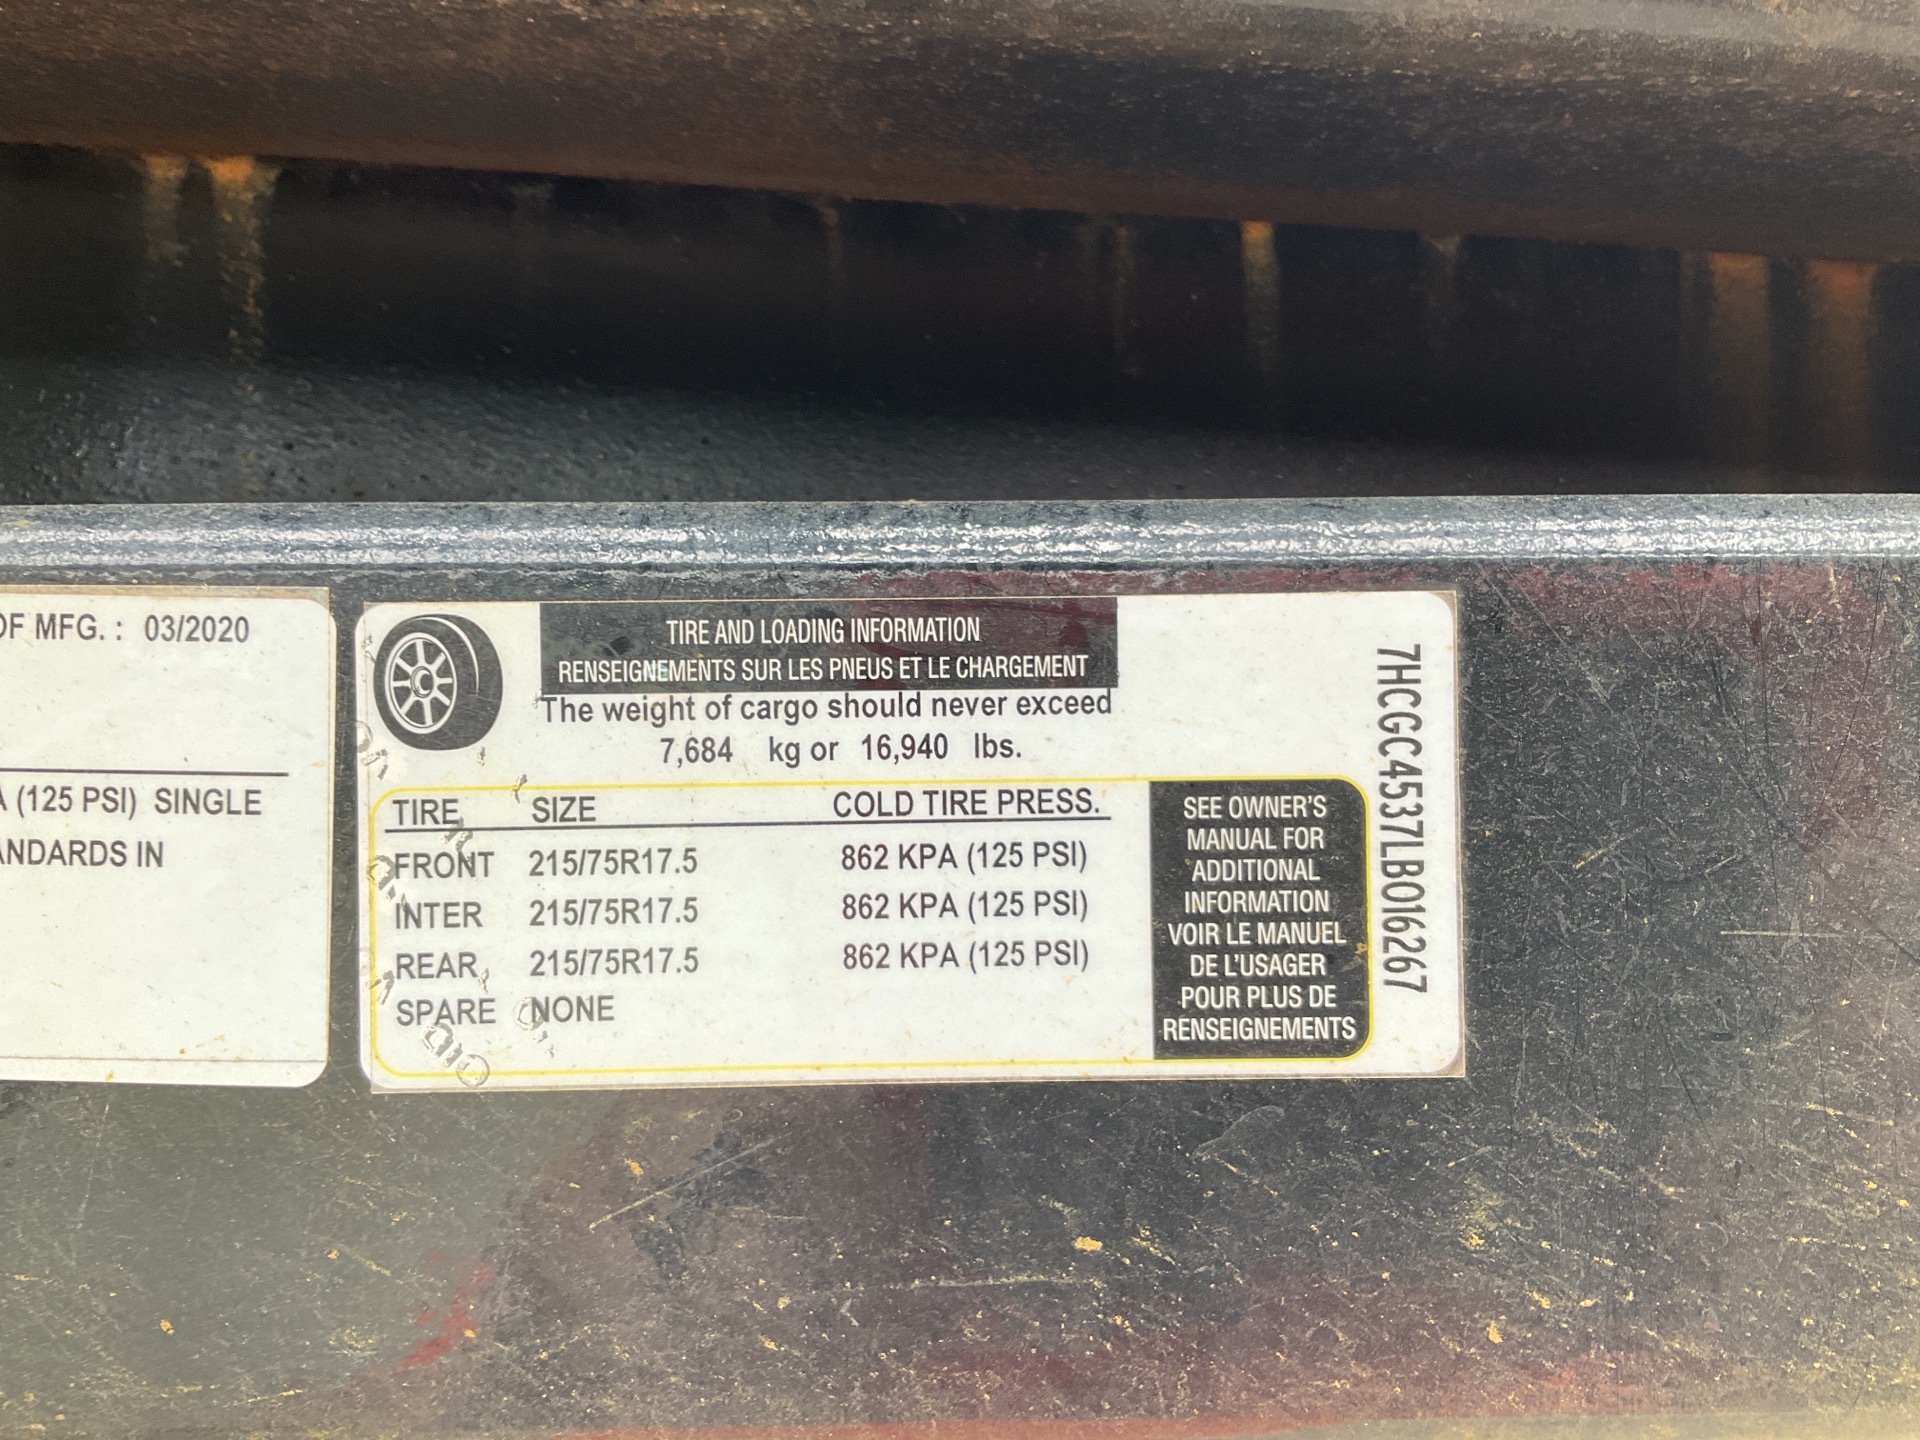 OF MFG. : 03/2020
(125 PSI) SINGLE
IN
TIRE AND LOADING INFORMATION
RENSEIGNEMENTS SUR LES PNEUS ET LE CHARGEMENT
The weight of cargo should never exceed
7,684 kg or 16,940 lbs.
TIRE SIZE COLD TIRE PRESS.
FRONT 215/75R17.5 862 KPA (125 PSI)
INTER 215/75R17.5 862 KPA (125 PSI)
REAR 215/75R17.5 862 KPA (125 PSI)
SPARE NONE
SEE OWNER'S
MANUAL FOR
ADDITIONAL
INFORMATION
VOIR LE MANUEL
DE L'USAGER
POUR PLUS DE
RENSEIGNEMENTS
7HCGC4537LB016267